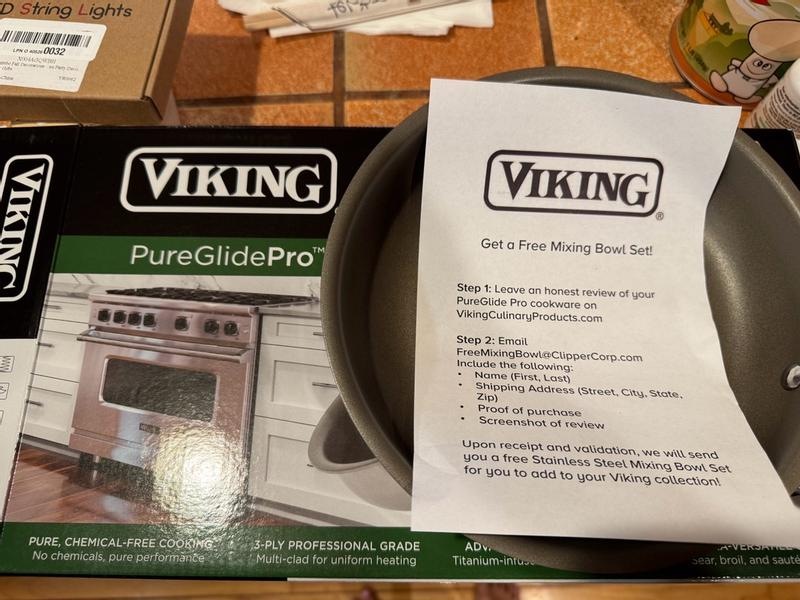 ED String Lights
LPN
0032
VIKING
VIKING
PureGlidePro™
PURE, CHEMICAL-FREE COOKING
No chemicals, pure performance
3-PLY PROFESSIONAL GRADE
Multi-clad for uniform heating
Titanium-infus
Sear, broil, and sauté
VIKING®
Get a Free Mixing Bowl Set!
Step 1: Leave an honest review of your
PureGlide Pro cookware on
VikingCulinaryProducts.com
Step 2: Email
FreeMixingBowl@ClipperCorp.com
Include the following:
• Name (First, Last)
• Shipping Address (Street, City, State,
Zip)
• Proof of purchase
• Screenshot of review
Upon receipt and validation, we will send
you a free Stainless Steel Mixing Bowl Set
for you to add to your Viking collection!